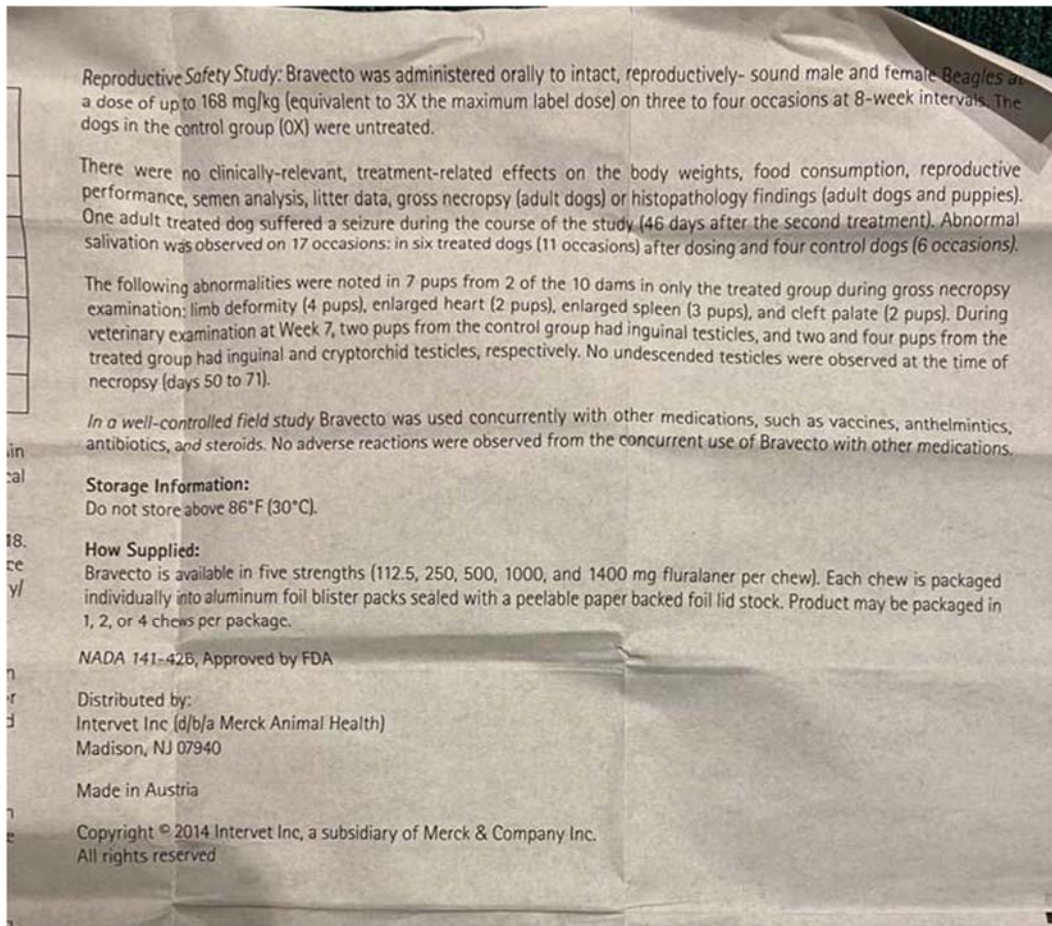 Reproductive Safety Study: Bravecto was administered orally to intact, reproductively- sound male and female Beagles at
a dose of up to 168 mg/kg (equivalent to 3X the maximum label dose) on three to four occasions at 8-week intervals. The
dogs in the control group (0X) were untreated.
There were no clinically-relevant, treatment-related effects on the body weights, food consumption, reproductive
performance, semen analysis, litter data, gross necropsy (adult dogs) or histopathology findings (adult dogs and puppies).
One adult treated dog suffered a seizure during the course of the study (46 days after the second treatment). Abnormal
salivation was observed on 17 occasions: in six treated dogs (11 occasions) after dosing and four control dogs (6 occasions).
The following abnormalities were noted in 7 pups from 2 of the 10 dams in only the treated group during gross necropsy
examination: limb deformity (4 pups), enlarged heart (2 pups), enlarged spleen (3 pups), and cleft palate (2 pups). During
veterinary examination at Week 7, two pups from the control group had inguinal testicles, and two and four pups from the
treated group had inguinal and cryptorchid testicles, respectively. No undescended testicles were observed at the time of
necropsy (days 50 to 71).
In a well-controlled field study Bravecto was used concurrently with other medications, such as vaccines, anthelmintics,
antibiotics, and steroids. No adverse reactions were observed from the concurrent use of Bravecto with other medications.
Storage Information:
Do not store above 86°F (30°C).
How Supplied:
Bravecto is available in five strengths (112.5, 250, 500, 1000, and 1400 mg fluralaner per chew). Each chew is packaged
individually into aluminum foil blister packs sealed with a peelable paper backed foil lid stock. Product may be packaged in
1, 2, or 4 chews per package.
NADA 141-426, Approved by FDA
Distributed by:
Intervet Inc (d/b/a Merck Animal Health)
Madison, NJ 07940
Made in Austria
Copyright © 2014 Intervet Inc, a subsidiary of Merck & Company Inc.
All rights reserved